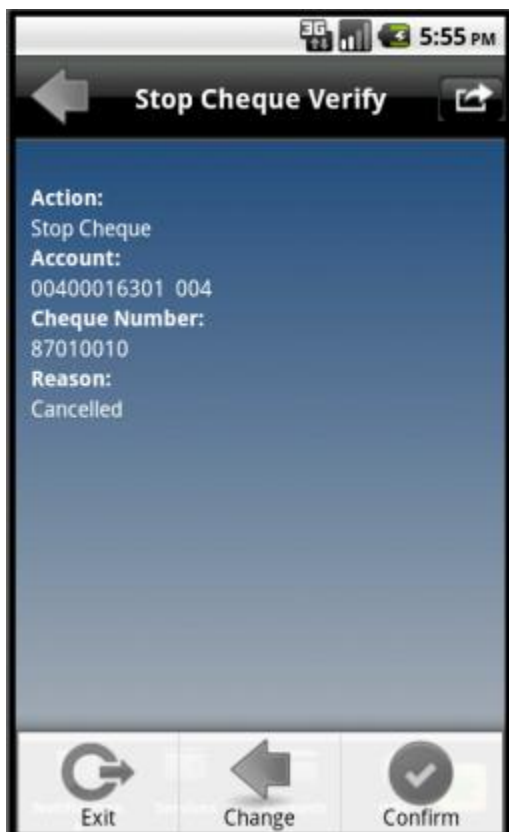 3G
5:55 PM
Stop Cheque Verify
Action:
Stop Cheque
Account:
00400016301 004
Cheque Number:
87010010
Reason:
Cancelled
Exit
Change
Confirm